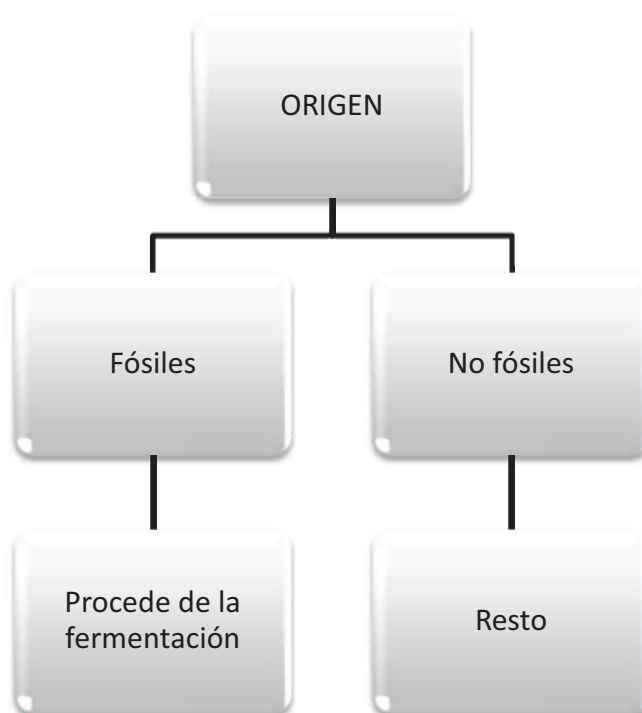 ORIGEN
Fósiles
No fósiles
Procede de la
fermentación
Resto